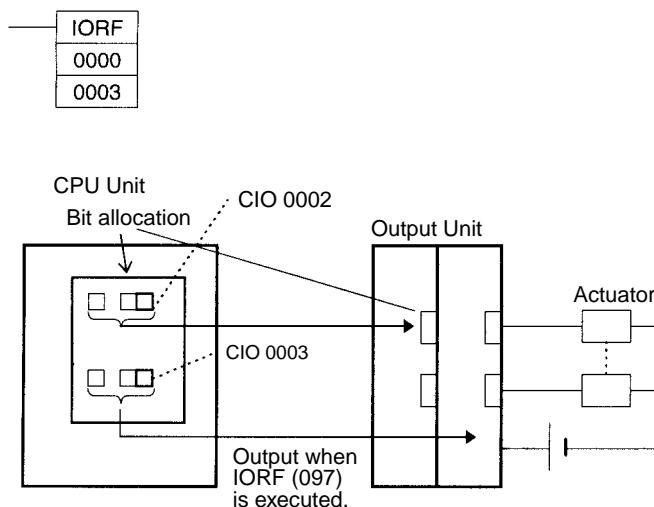 IORF
0000
0003
CPU Unit
Bit allocation
CIO 0002
Output Unit
Actuator
CIO 0003
Output when
IORF (097)
is executed.